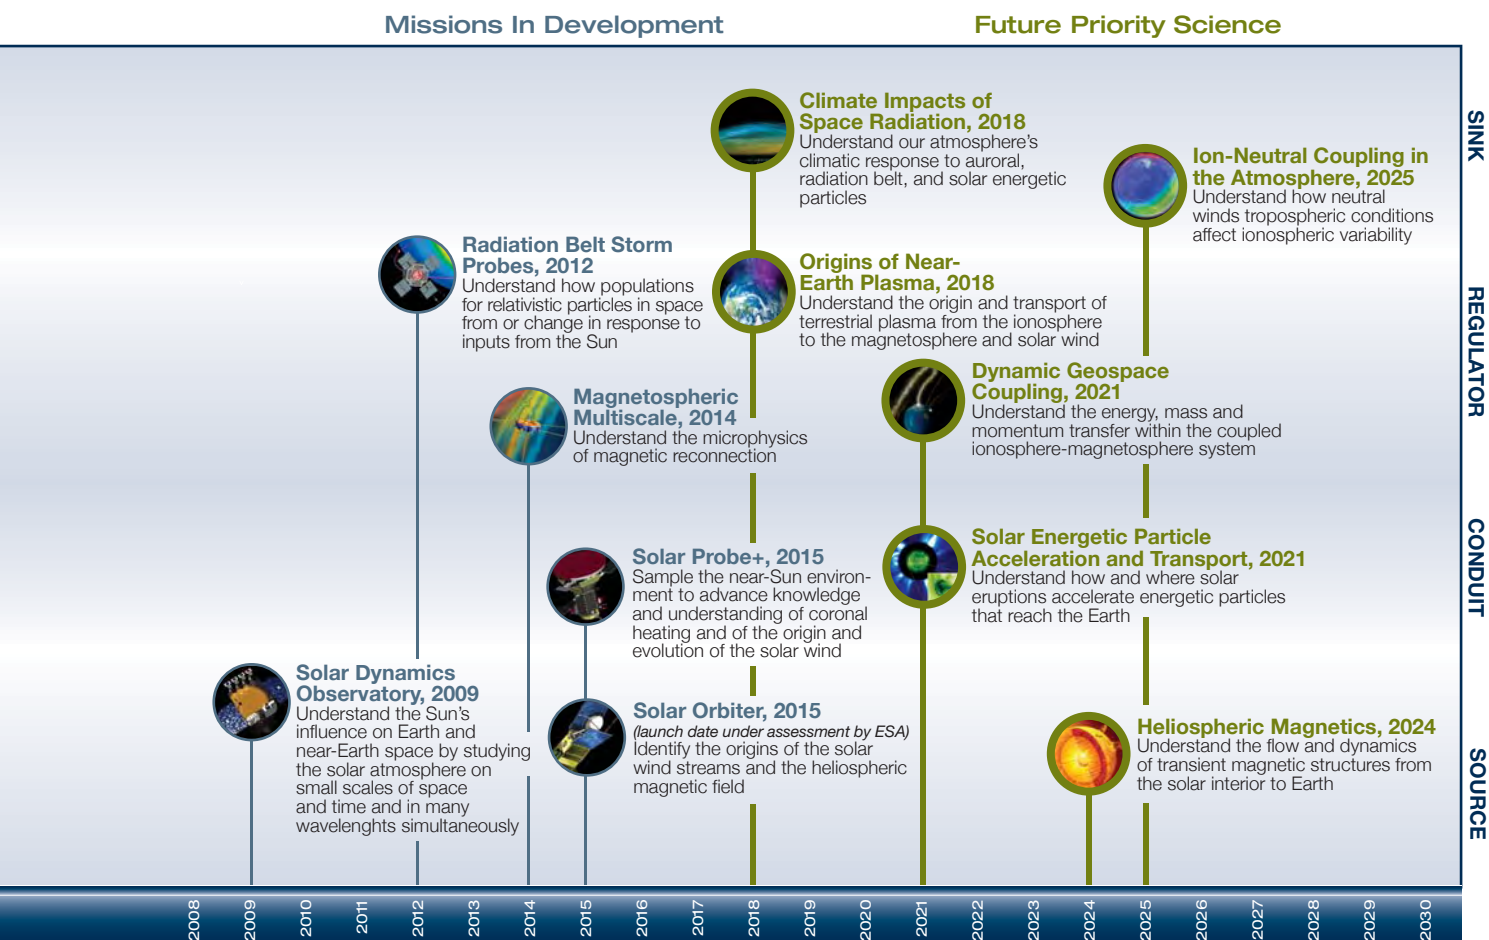 Missions In Development
Future Priority Science
Climate Impacts of
Space Radiation, 2018
Understand our atmosphere's
climatic response to auroral,
radiation belt, and solar energetic
particles
Ion-Neutral Coupling in
the Atmosphere, 2025
Understand how neutral
winds tropospheric conditions
affect ionospheric variability
Radiation Belt Storm
Probes, 2012
Understand how populations
for relativistic particles in space
from or change in response to
inputs from the Sun
Origins of Near-
Earth Plasma, 2018
Understand the origin and transport of
terrestrial plasma from the ionosphere
to the magnetosphere and solar wind
Dynamic Geospace
Coupling, 2021
Understand the energy, mass and
momentum transfer within the coupled
ionosphere-magnetosphere system
Magnetospheric
Multiscale, 2014
Understand the microphysics
of magnetic reconnection
Solar Energetic Particle
Acceleration and Transport, 2021
Understand how and where solar
eruptions accelerate energetic particles
that reach the Earth
Solar Probe+, 2015
Sample the near-Sun environ-
ment to advance knowledge
and understanding of coronal
heating and of the origin and
evolution of the solar wind
Solar Dynamics
Observatory, 2009
Understand the Sun's
influence on Earth and
near-Earth space by studying
the solar atmosphere on
small scales of space
and time and in many
wavelenghts simultaneously
Solar Orbiter, 2015
(launch date under assessment by ESA)
Identify the origins of the solar
wind streams and the heliospheric
magnetic field
Heliospheric Magnetics, 2024
Understand the flow and dynamics
of transient magnetic structures from
the solar interior to Earth
SINK
REGULATOR
CONDUIT
SOURCE
2008
2009
2010
2011
2012
2013
2014
2015
2016
2017
2018
2019
2020
2021
2022
2023
2024
2025
2026
2027
2028
2029
2030